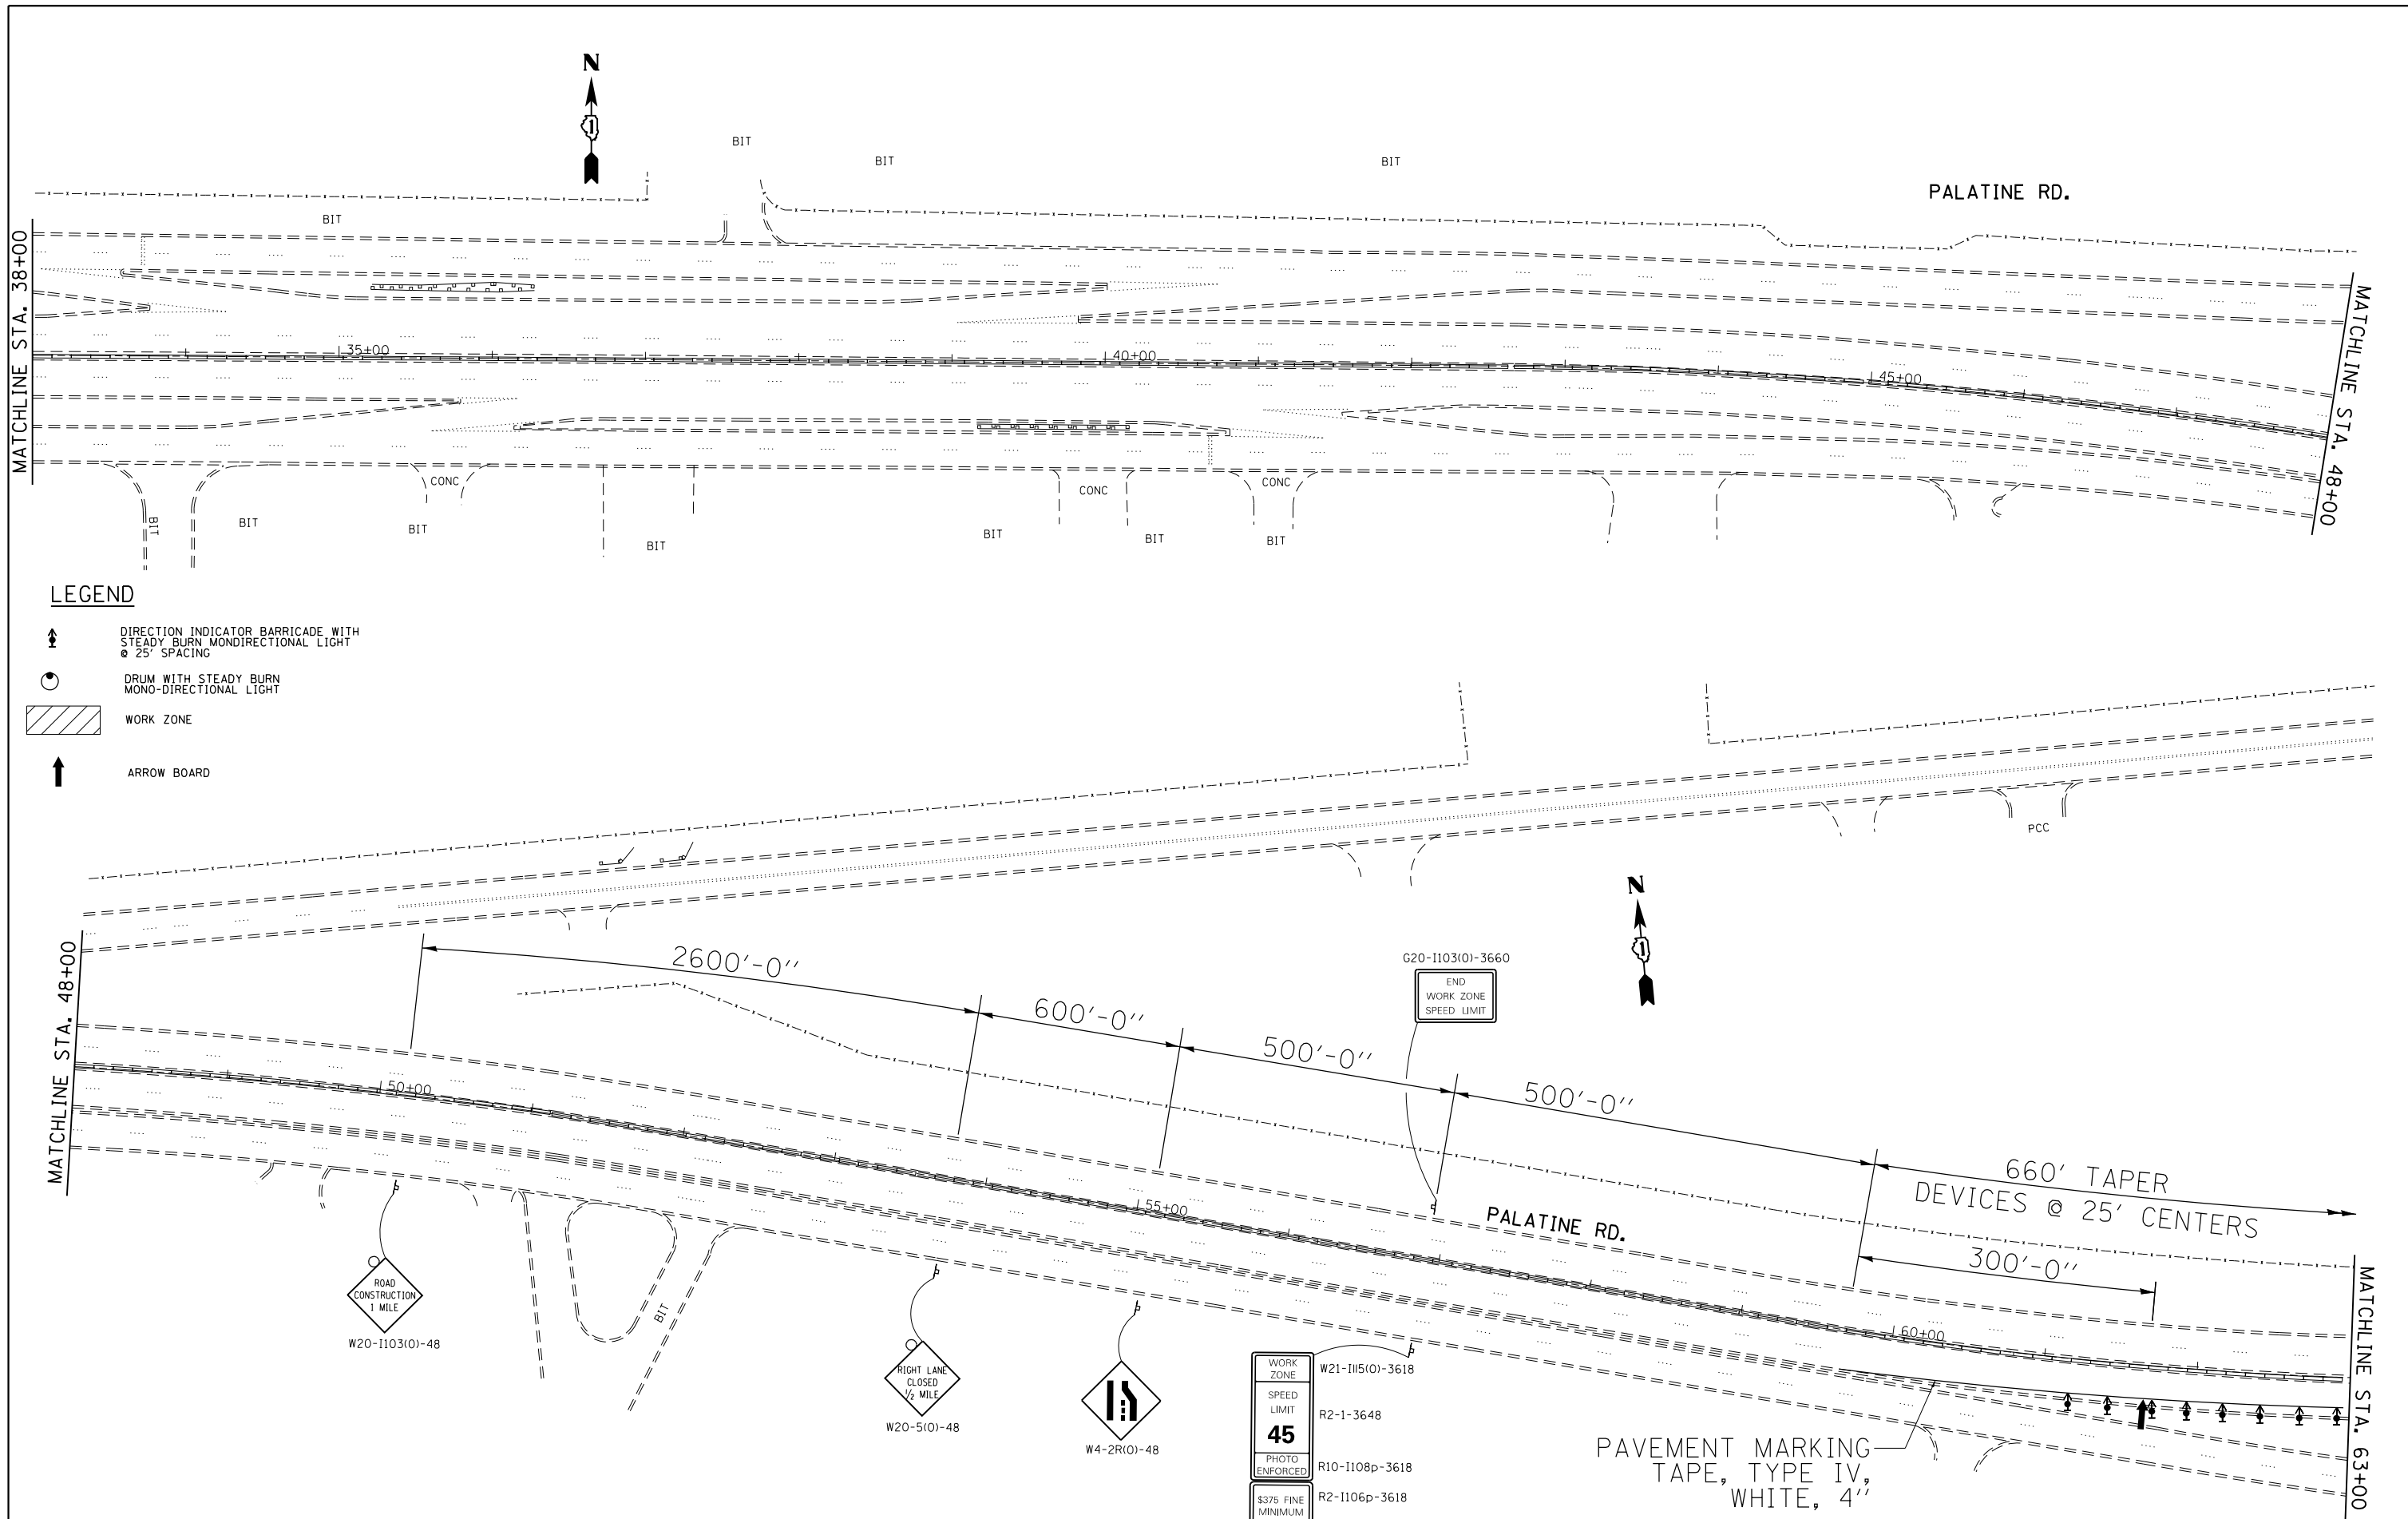 N
1
BIT
BIT
BIT
PALATINE RD.
BIT
MATCHLINE STA. 38+00
35+00
40+00
45+00
MATCHLINE STA. 48+00
CONC
CONC
CONC
BIT
BIT
BIT
BIT
BIT
BIT
BIT
LEGEND
DIRECTION INDICATOR BARRICADE WITH
STEADY BURN MONDIRECTIONAL LIGHT
@ 25' SPACING
DRUM WITH STEADY BURN
MONO-DIRECTIONAL LIGHT
WORK ZONE
ARROW BOARD
PCC
N
1
MATCHLINE STA. 48+00
2600'-0"
600'-0"
500'-0"
500'-0"
660' TAPER
DEVICES @ 25' CENTERS
300'-0"
G20-I103(0)-3660
END
WORK ZONE
SPEED LIMIT
50+00
55+00
PALATINE RD.
60+00
MATCHLINE STA. 63+00
ROAD
CONSTRUCTION
1 MILE
W20-I103(0)-48
BIT
RIGHT LANE
CLOSED
1/2 MILE
W20-5(0)-48
W4-2R(0)-48
WORK
ZONE
W21-I115(0)-3618
SPEED
LIMIT
45
R2-1-3648
PHOTO
ENFORCED
R10-I108p-3618
$375 FINE
MINIMUM
R2-I106p-3618
PAVEMENT MARKING
TAPE, TYPE IV,
WHITE, 4"